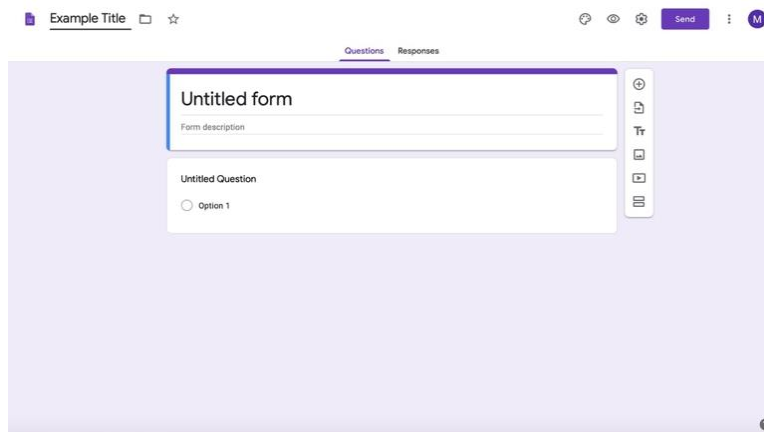 Example Title
Send
M
Questions Responses
Untitled form
Form description
Untitled Question
Option 1